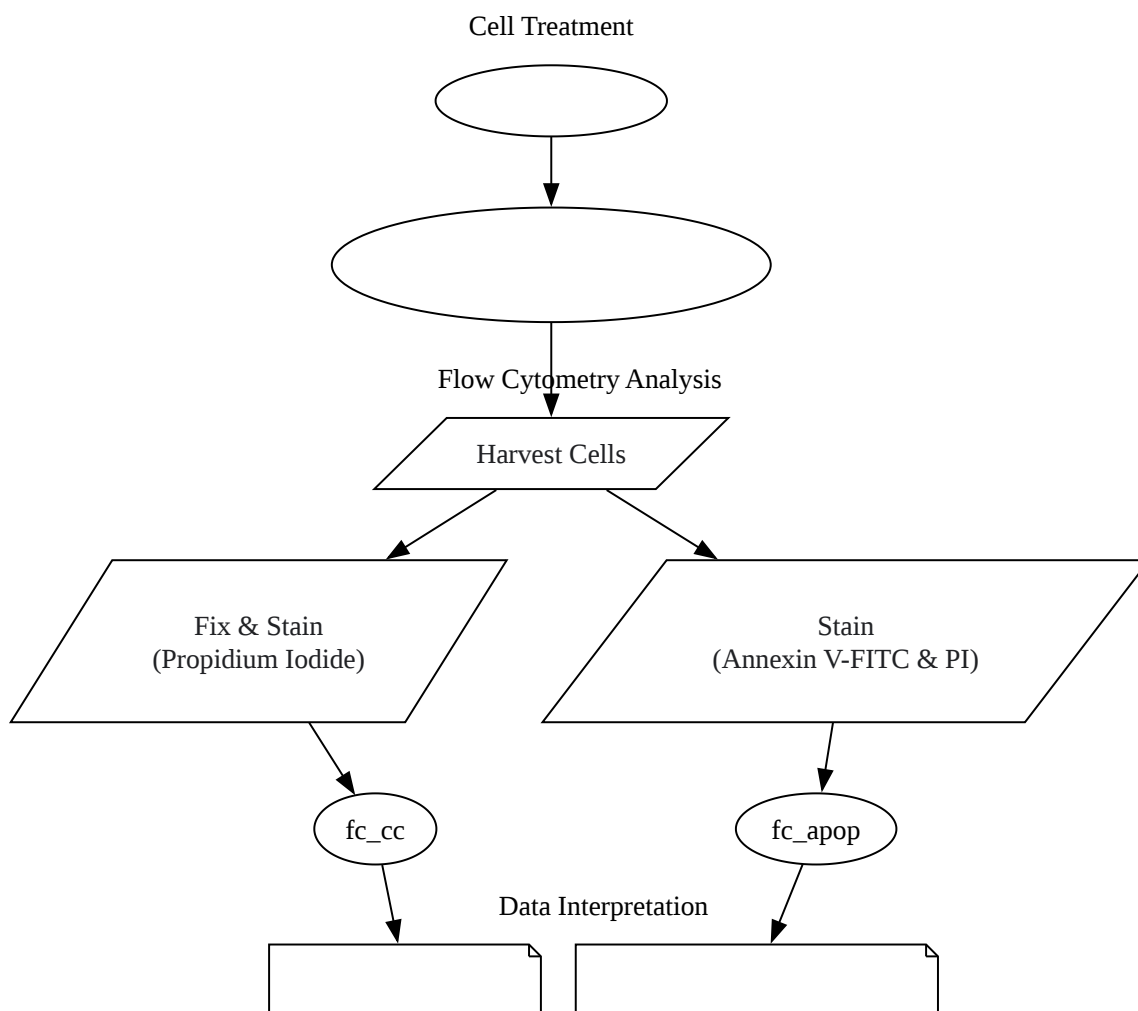 Cell Treatment
Flow Cytometry Analysis
Harvest Cells
Fix & Stain
(Propidium Iodide)
Stain
(Annexin V-FITC & PI)
fc_cc
fc_apop
Data Interpretation